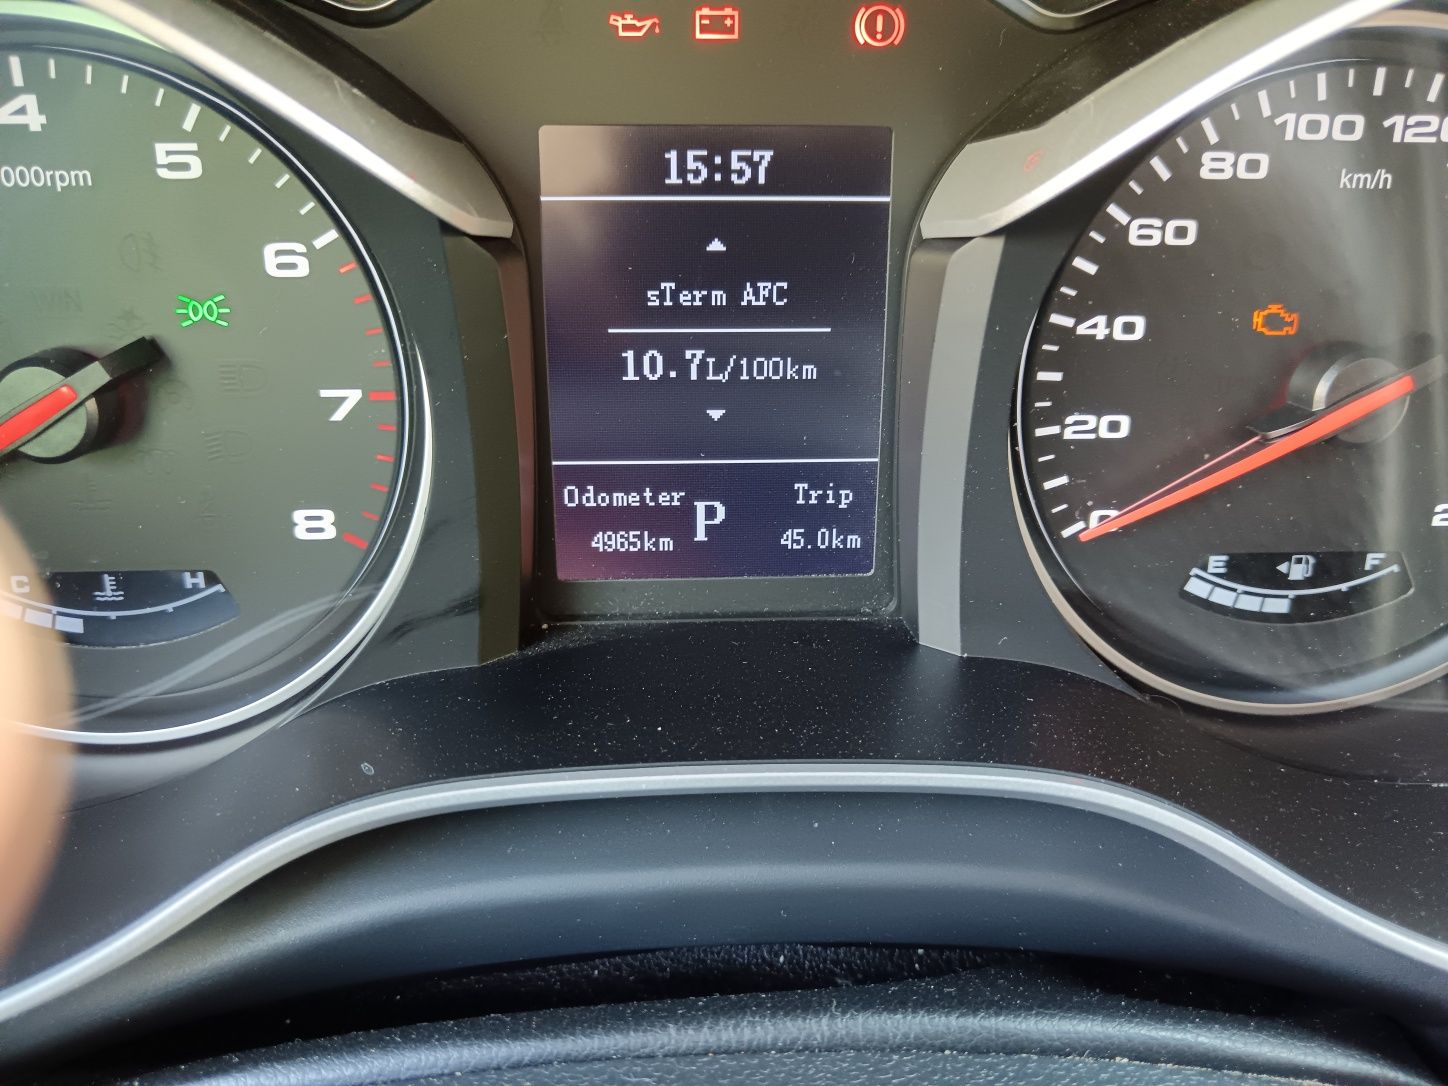 4
5
000rpm
6
7
8
C
H
15:57
sTerm AFC
10.7L/100km
Odometer
P
Trip
4965km
45.0km
120
100
80
km/h
60
40
20
0
E
F